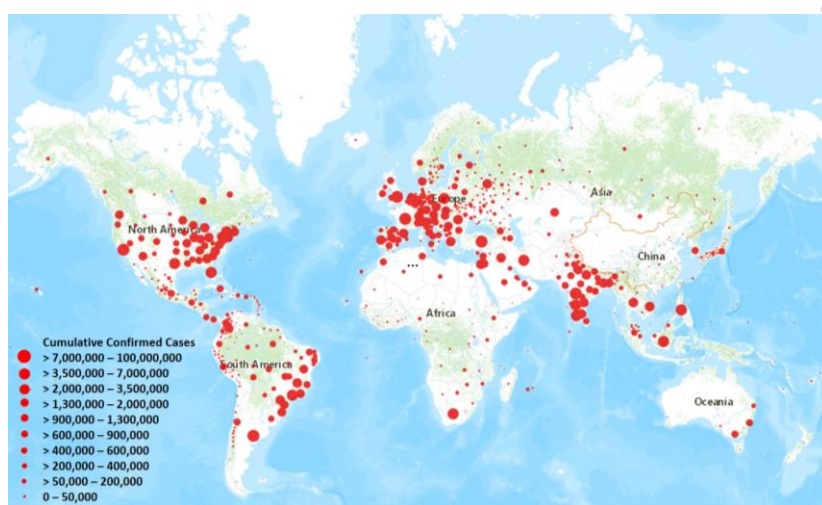 Europe
Asia
North America
China
...
Africa
South America
Oceania
Cumulative Confirmed Cases
> 7,000,000 – 100,000,000
> 3,500,000 – 7,000,000
> 2,000,000 – 3,500,000
> 1,300,000 – 2,000,000
> 900,000 – 1,300,000
> 600,000 – 900,000
> 400,000 – 600,000
> 200,000 – 400,000
> 50,000 – 200,000
0 – 50,000